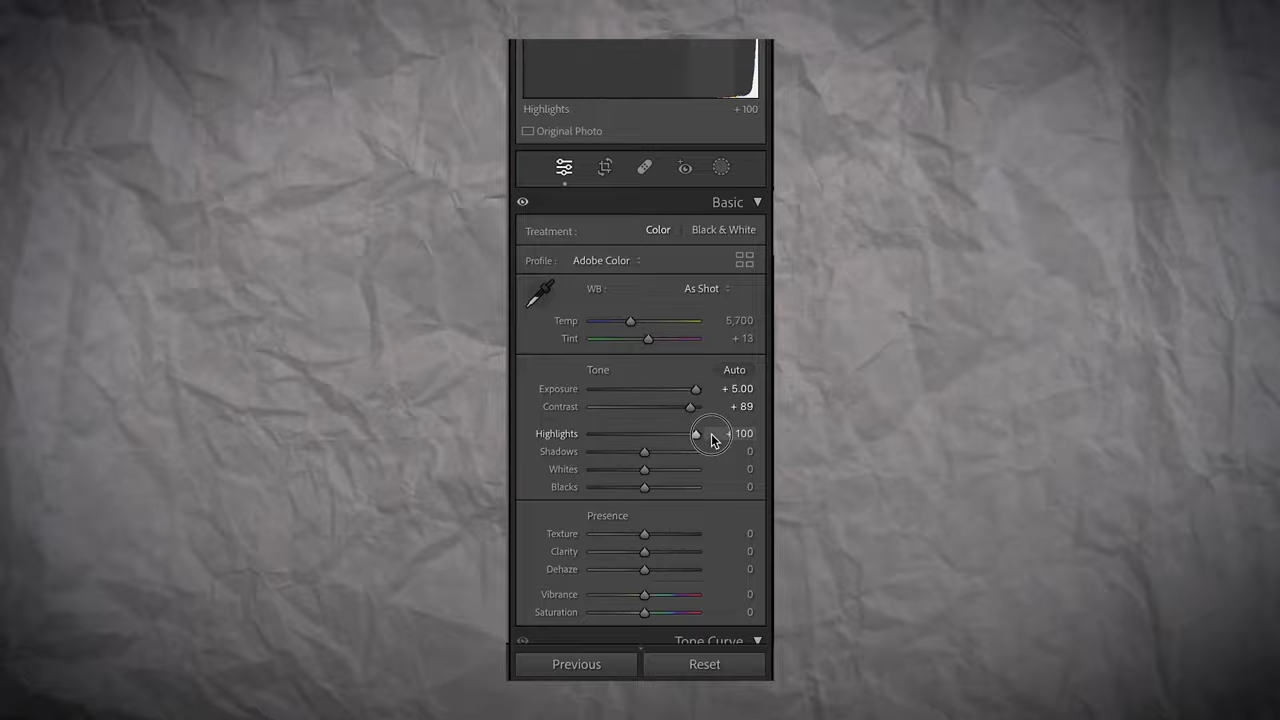 Highlights + 100
Original Photo
Basic
Treatment : Color Black & White
Profile : Adobe Color
WB : As Shot
Temp 5,700
Tint + 13
Tone Auto
Exposure + 5.00
Contrast + 89
Highlights + 100
Shadows 0
Whites 0
Blacks 0
Presence
Texture 0
Clarity 0
Dehaze 0
Vibrance 0
Saturation 0
Tone Curve
Previous Reset